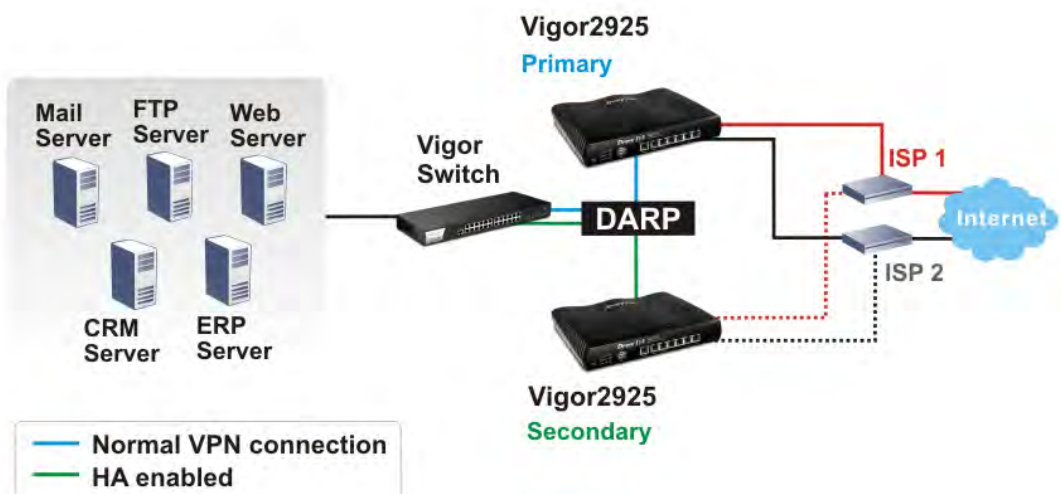 Vigor2925
Primary
Mail
Server
FTP
Server
Web
Server
Vigor
Switch
ISP 1
DARP
Internet
ISP 2
CRM
Server
ERP
Server
Vigor2925
Secondary
Normal VPN connection
HA enabled